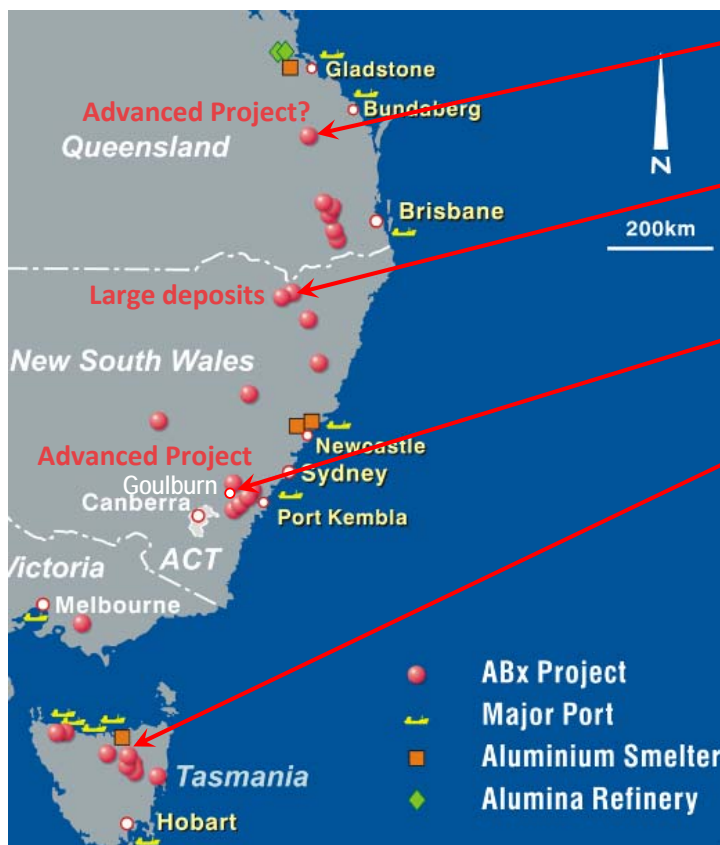 Gladstone
Advanced Project?
Bundaberg
Queensland
N
Brisbane
200km
Large deposits
New South Wales
Newcastle
Advanced Project
Sydney
Goulburn
Canberra
Port Kembla
ACT
Victoria
Melbourne
ABx Project
Major Port
Aluminium Smelter
Tasmania
Alumina Refinery
Hobart